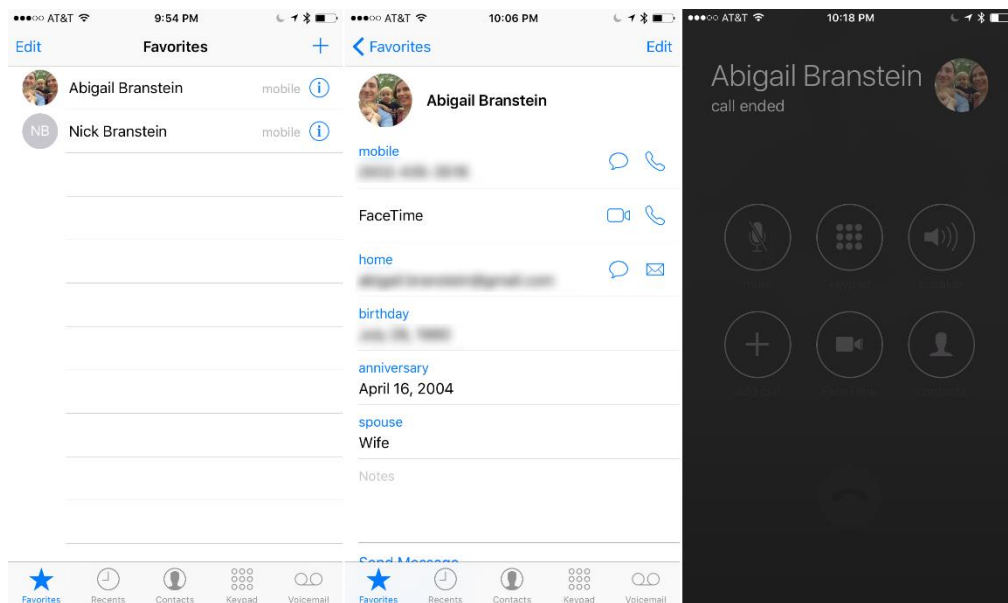 AT&T 9:54 PM
Edit Favorites +
Abigail Branstein mobile
NB Nick Branstein mobile
Favorites Recents Contacts Keypad Voicemail
AT&T 10:06 PM
Favorites Edit
Abigail Branstein
mobile
FaceTime
home
birthday
anniversary
April 16, 2004
spouse
Wife
Notes
Send Message
Favorites Recents Contacts Keypad Voicemail
AT&T 10:18 PM
Abigail Branstein
call ended